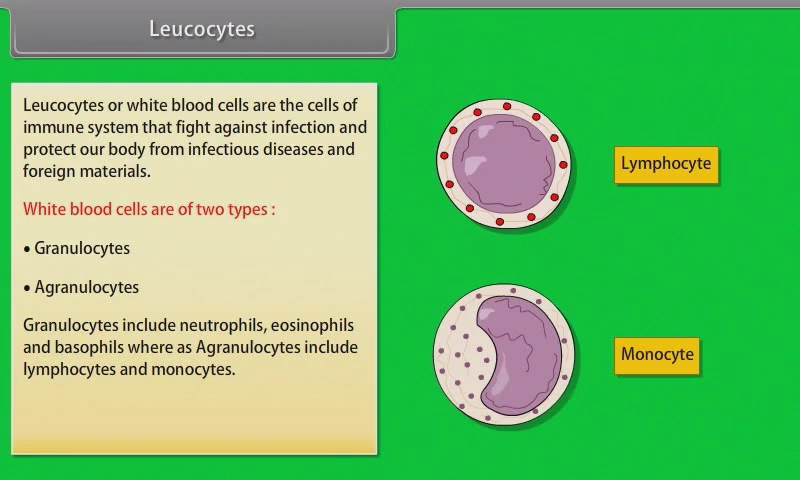 Leucocytes
Leucocytes or white blood cells are the cells of
immune system that fight against infection and
protect our body from infectious diseases and
foreign materials.
White blood cells are of two types :
• Granulocytes
• Agranulocytes
Granulocytes include neutrophils, eosinophils
and basophils where as Agranulocytes include
lymphocytes and monocytes.
Lymphocyte
Monocyte